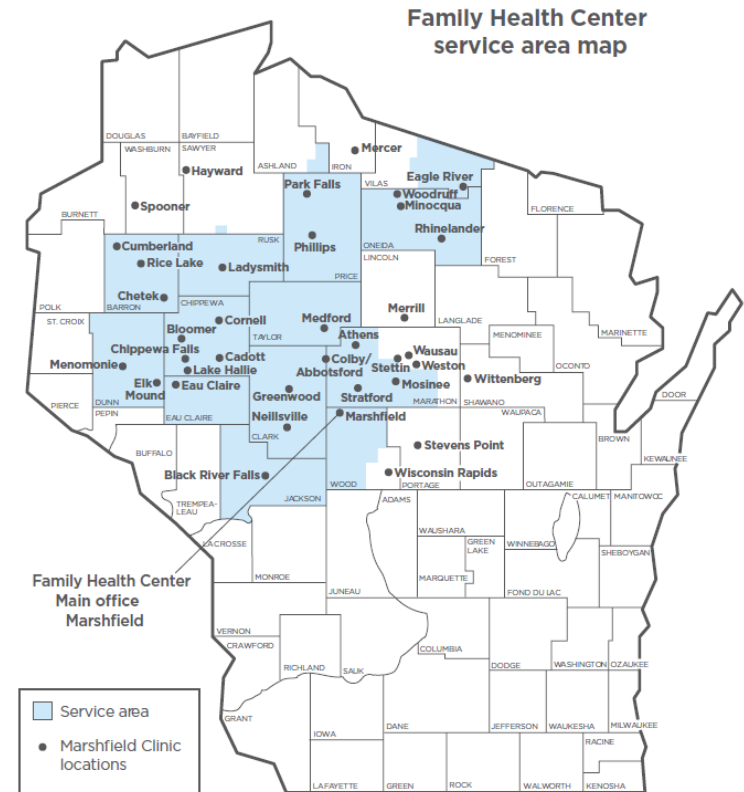 Family Health Center
service area map
DOUGLAS
BAYFIELD
WASHBURN
SAWYER
Hayward
ASHLAND
IRON
Mercer
Spooner
Park Falls
VILAS
Eagle River
Woodruff
Minocqua
FLORENCE
BURNETT
Cumberland
RUSK
Phillips
Rhinelander
ONEIDA
Rice Lake
Ladysmith
LINCOLN
FOREST
PRICE
Chetek
CHIPPEWA
POLK
BARRON
Cornell
Medford
Merrill
LANGLADE
ST. CROIX
Bloomer
TAYLOR
Athens
MENOMINEE
MARINETTE
Chippewa Falls
Cadott
Colby/
Abbotsford
Wausau
Stettin
Weston
OCONTO
Menomonie
Lake Hallie
Elk
Mound
Eau Claire
Greenwood
Stratford
Mosinee
Wittenberg
DOOR
PIERCE
DUNN
PEPIN
EAU CLAIRE
Neillsville
Marshfield
MARATHON
SHAWANO
WAUPACA
CLARK
BROWN
KEWAUNEE
BUFFALO
Stevens Point
Black River Falls
Wisconsin Rapids
WOOD
PORTAGE
OUTAGAMIE
TREMPEA-
LEAU
JACKSON
ADAMS
CALUMET
MANITOWOC
WAUSHARA
LACROSSE
GREEN
LAKE
WINNEBAGO
SHEBOYGAN
MONROE
MARQUETTE
Family Health Center
Main office
Marshfield
JUNEAU
FOND DU LAC
VERNON
CRAWFORD
COLUMBIA
RICHLAND
SAUK
DODGE
WASHINGTON
OZAUKEE
Service area
GRANT
IOWA
DANE
JEFFERSON
WAUKESHA
MILWAUKEE
RACINE
Marshfield Clinic
locations
LAFAYETTE
GREEN
ROCK
WALWORTH
KENOSHA